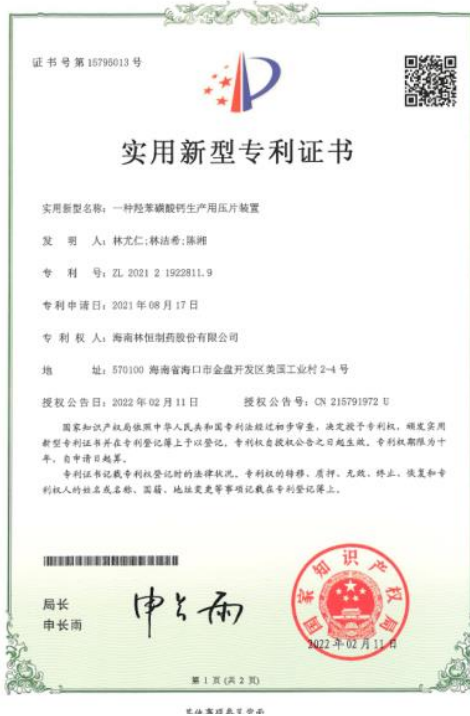 证书号第15795013号
实用新型专利证书
实用新型名称：一种羟苯磺酸钙生产用压片装置
发 明 人：林尤仁;林洁希;陈湘
专 利 号：ZL 2021 2 1922811.9
专利申请日：2021年08月17日
专 利 权 人：海南林恒制药股份有限公司
地 址：570100 海南省海口市金盘开发区美国工业村2-4号
授权公告日：2022年02月11日 授权公告号：CN 215791972 U
国家知识产权局依照中华人民共和国专利法经过初步审查，决定授予专利权，颁发实用
新型专利证书并在专利登记簿上予以登记。专利权自授权公告之日起生效。专利权期限为十
年，自申请日起算。
专利证书记载专利权登记时的法律状况。专利权的转移、质押、无效、终止、恢复和专
利权人的姓名或名称、国籍、地址变更等事项记载在专利登记簿上。
局长
申长雨
申长雨
国家知识产权局
2022年02月11日
第 1 页 (共 2 页)
其他事项参见续页